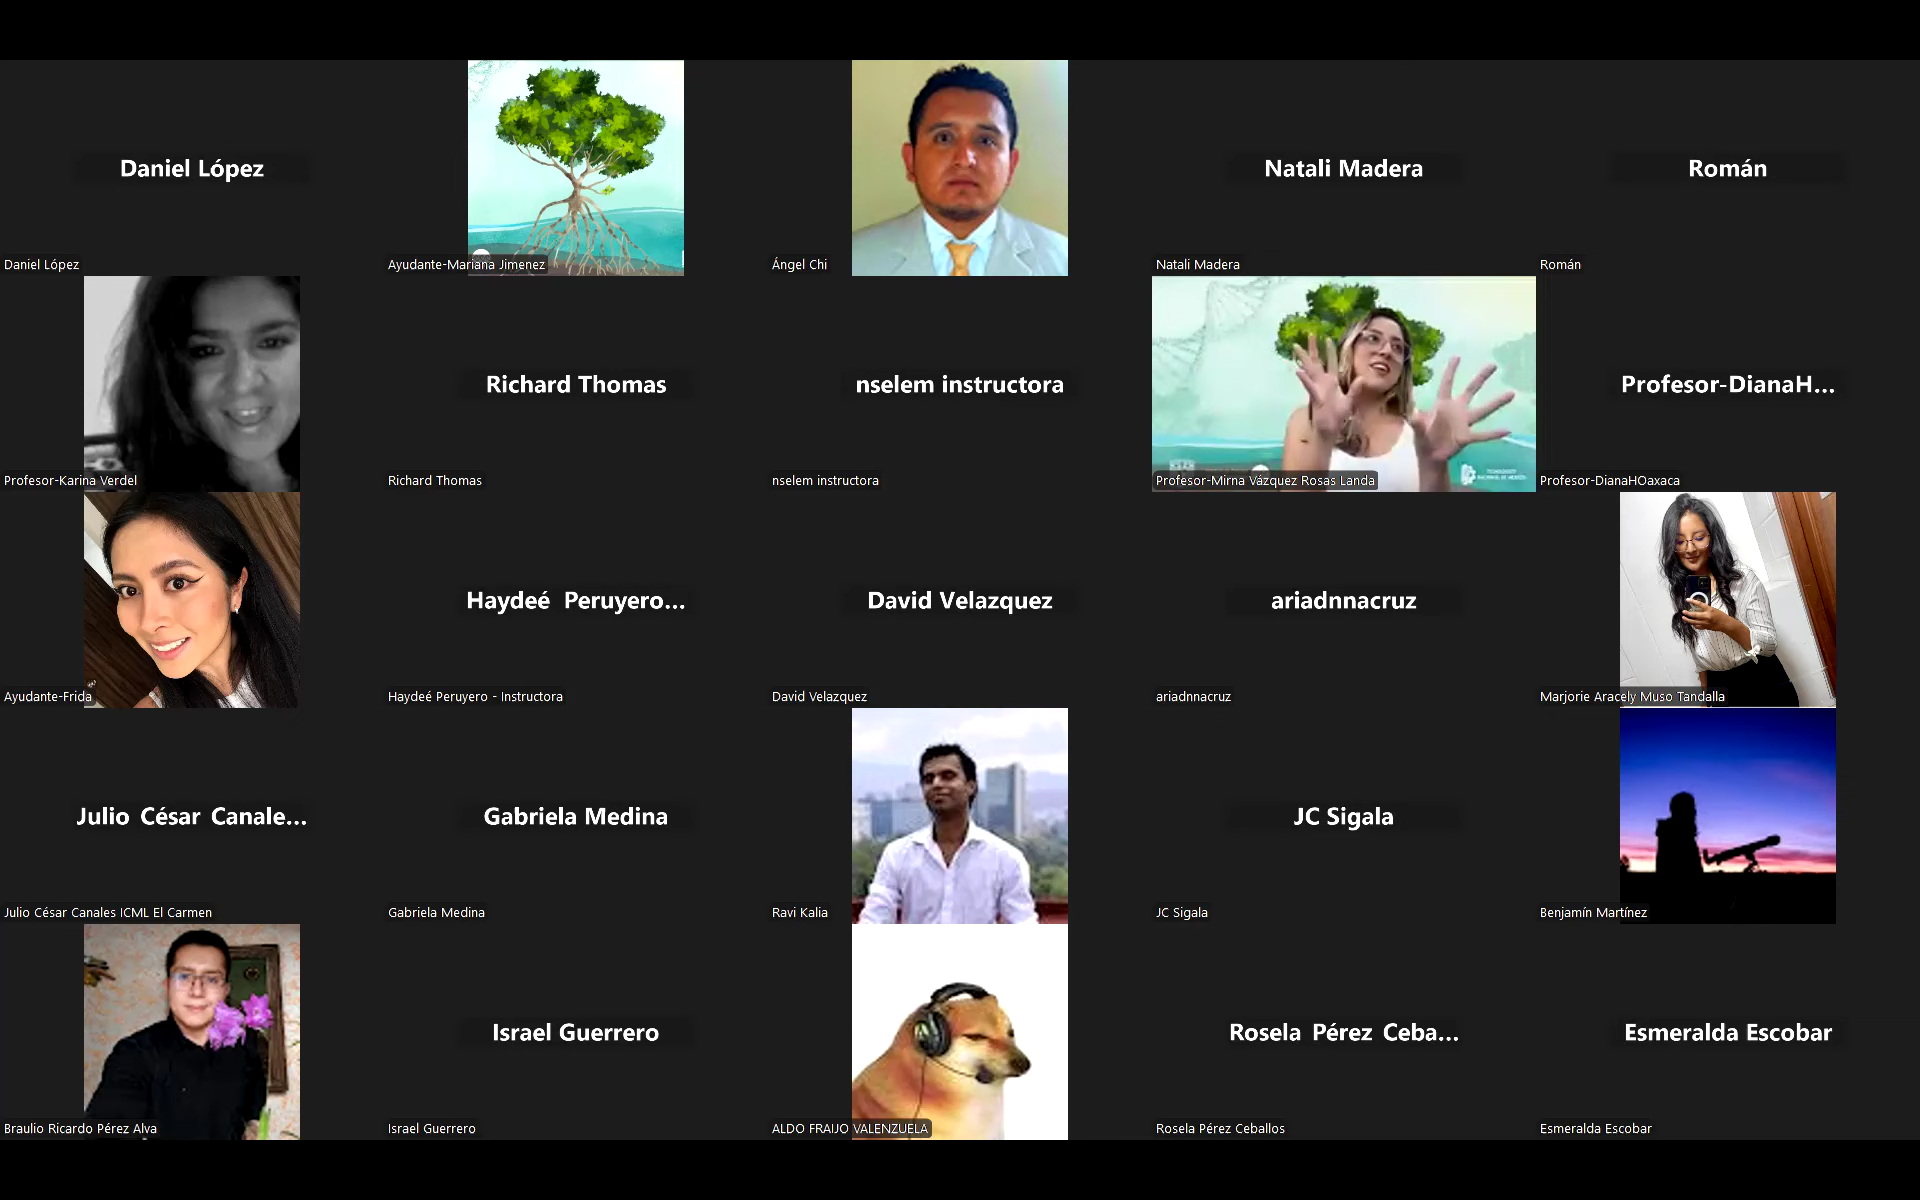 Daniel López
Natali Madera
Román
Daniel López
Ayudante-Mariana Jimenez
Ángel Chi
Natali Madera
Román
Richard Thomas
nselem instructora
Profesor-DianaH...
Profesor-Karina Verdel
Richard Thomas
nselem instructora
Profesor-Mirna Vázquez Rosas Landa
Profesor-DianaHOaxaca
Haydeé Peruyero...
David Velazquez
ariadnnacruz
Ayudante-Frida
Haydeé Peruyero - Instructora
David Velazquez
ariadnnacruz
Marjorie Aracely Muso Tandalla
Julio César Canale...
Gabriela Medina
JC Sigala
Julio César Canales ICML El Carmen
Gabriela Medina
Ravi Kalia
JC Sigala
Benjamín Martínez
Israel Guerrero
Rosela Pérez Ceba...
Esmeralda Escobar
Braulio Ricardo Pérez Alva
Israel Guerrero
ALDO FRAIJO VALENZUELA
Rosela Pérez Ceballos
Esmeralda Escobar